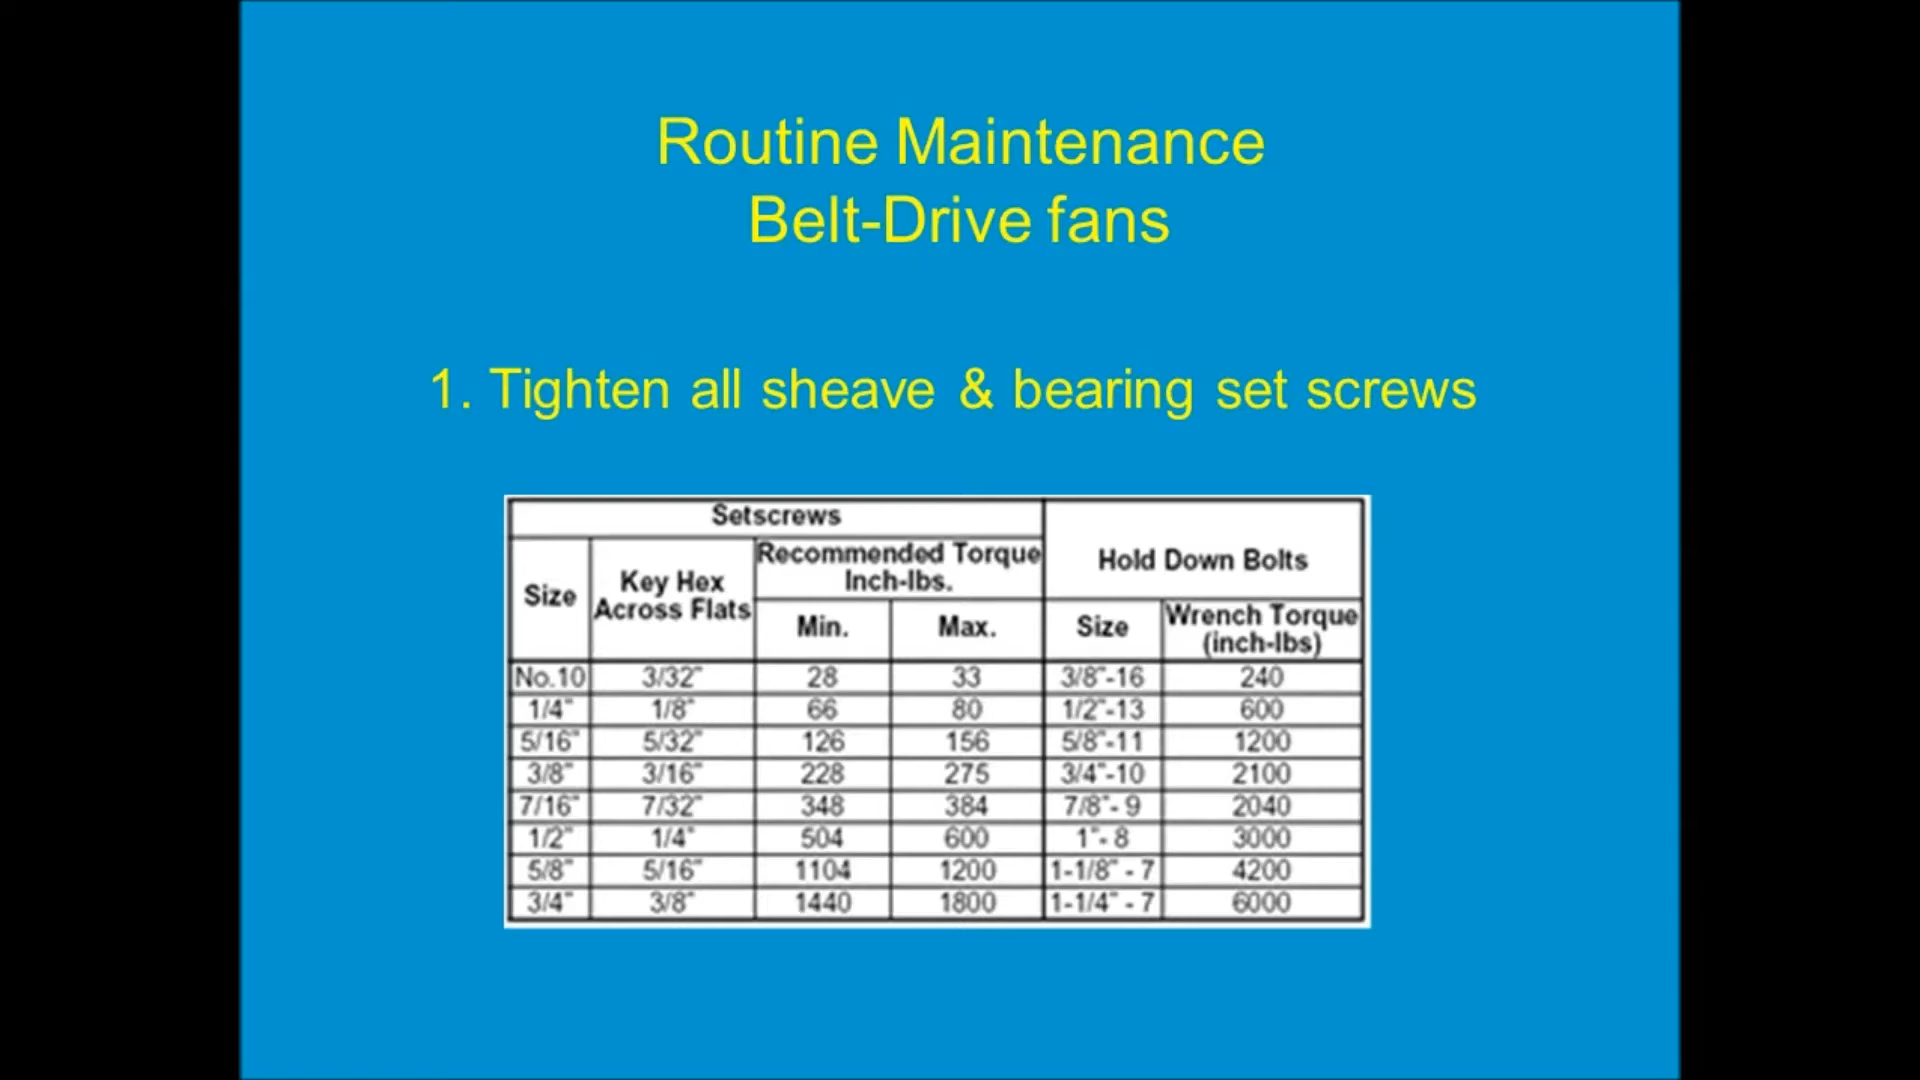 Routine Maintenance
Belt-Drive fans
1. Tighten all sheave & bearing set screws
Setscrews
Hold Down Bolts
Size
Key Hex
Across Flats
Recommended Torque
Inch-lbs.
Min.
Max.
Size
Wrench Torque
(inch-lbs)
No.10 3/32" 28 33 3/8"-16 240
1/4" 1/8" 66 80 1/2"-13 600
5/16" 5/32" 126 156 5/8"-11 1200
3/8" 3/16" 228 275 3/4"-10 2100
7/16" 7/32" 348 384 7/8"- 9 2040
1/2" 1/4" 504 600 1"- 8 3000
5/8" 5/16" 1104 1200 1-1/8" - 7 4200
3/4" 3/8" 1440 1800 1-1/4" - 7 6000